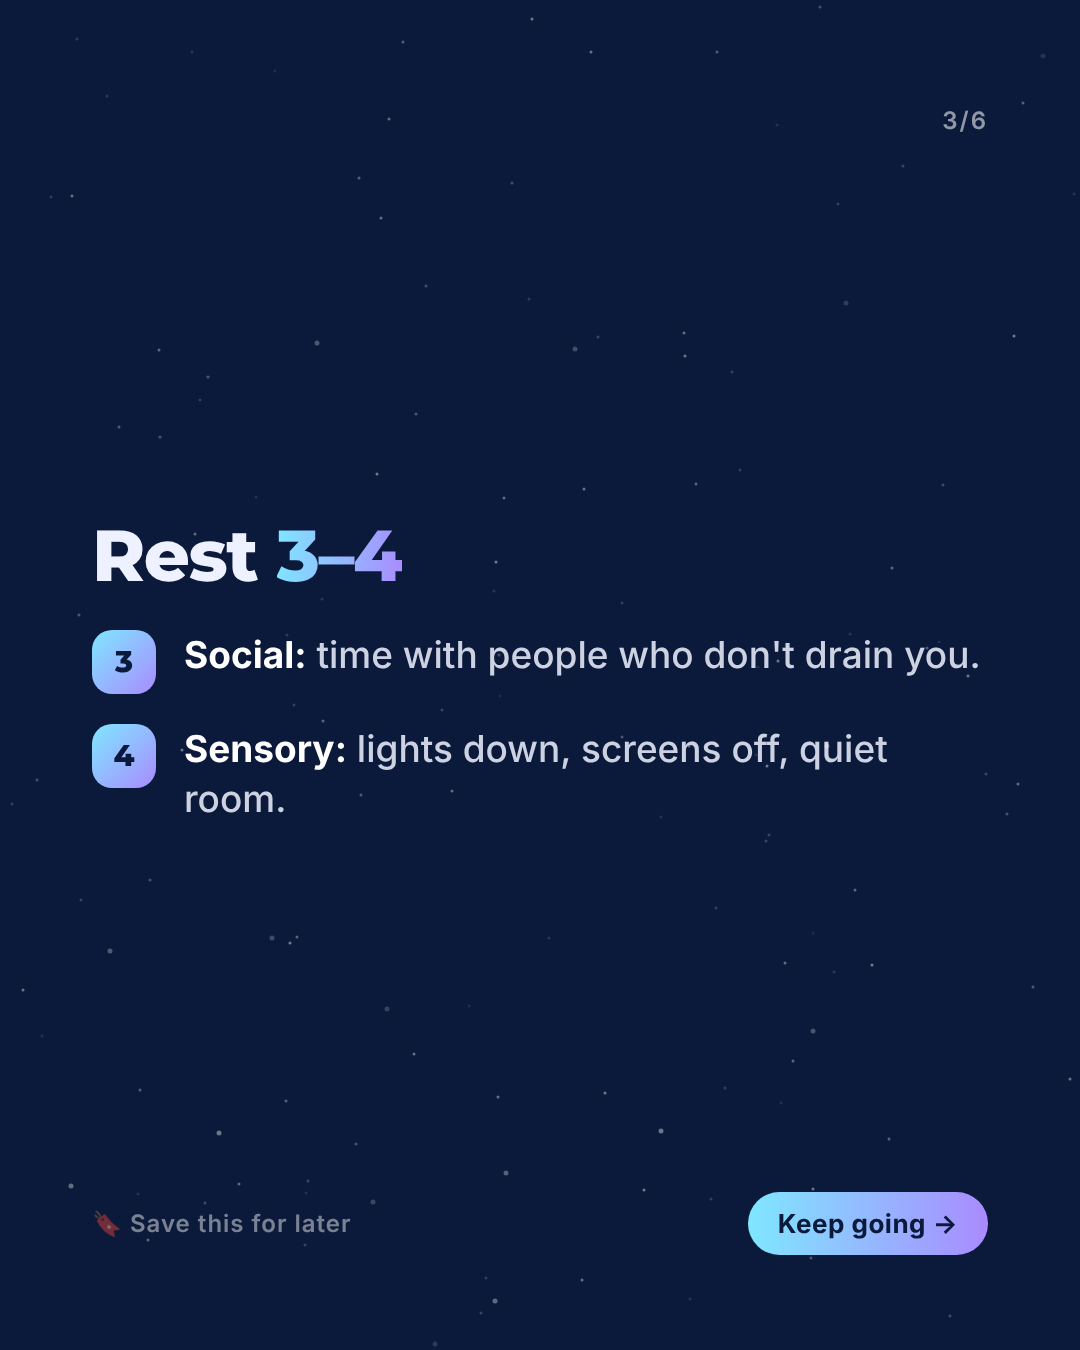 3/6
Rest 3–4
3
Social: time with people who don't drain you.
4
Sensory: lights down, screens off, quiet
room.
🔖 Save this for later
Keep going →